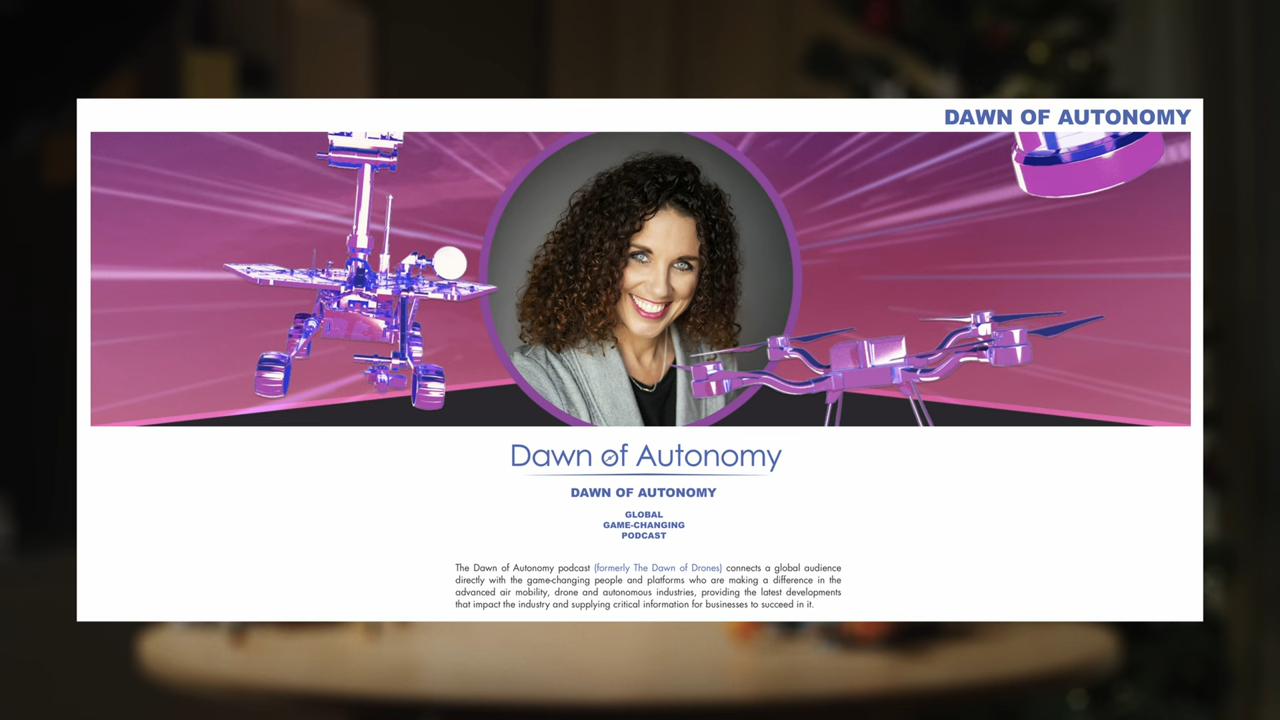 DAWN OF AUTONOMY
Dawn of Autonomy
DAWN OF AUTONOMY
GLOBAL
GAME-CHANGING
PODCAST
The Dawn of Autonomy podcast (formerly The Dawn of Drones) connects a global audience
directly with the game-changing people and platforms who are making a difference in the
advanced air mobility, drone and autonomous industries, providing the latest developments
that impact the industry and supplying critical information for businesses to succeed in it.